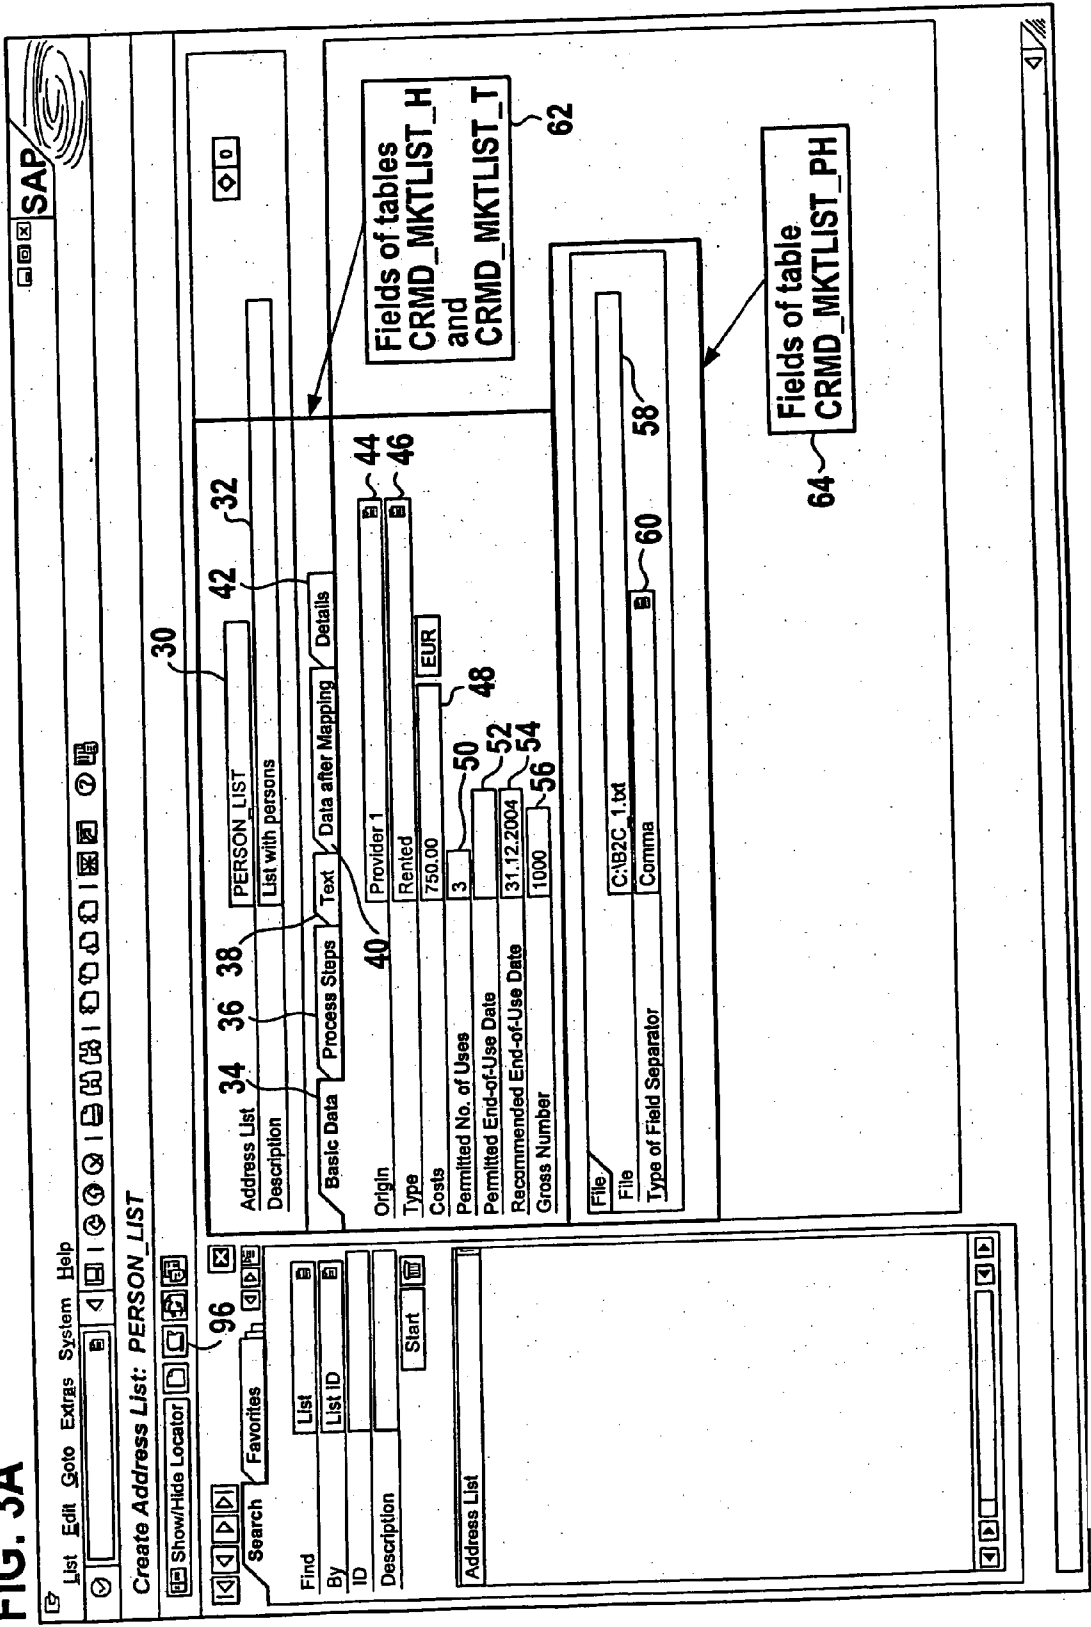 FIG. 3A
SAP
List Edit Goto Extras System Help
Create Address List: PERSON_LIST
Show/Hide Locator
96
Search Favorites
Find List
By List ID
ID
Description
Start
Address List
30
32
Address List PERSON_LIST
Description List with persons
0
34 36 38 40 42
Basic Data Process Steps Text Data after Mapping Details
Origin Provider 1 44
Type Rented 46
Costs 750.00 EUR 48
Permitted No. of Uses 3 50
Permitted End-of-Use Date 52
Recommended End-of-Use Date 31.12.2004 54
Gross Number 1000 56
File
File C:\B2C_1.txt 58
Type of Field Separator Comma 60
Fields of tables
CRMD_MKTLIST_H
and
CRMD_MKTLIST_T
62
Fields of table
CRMD_MKTLIST_PH
64